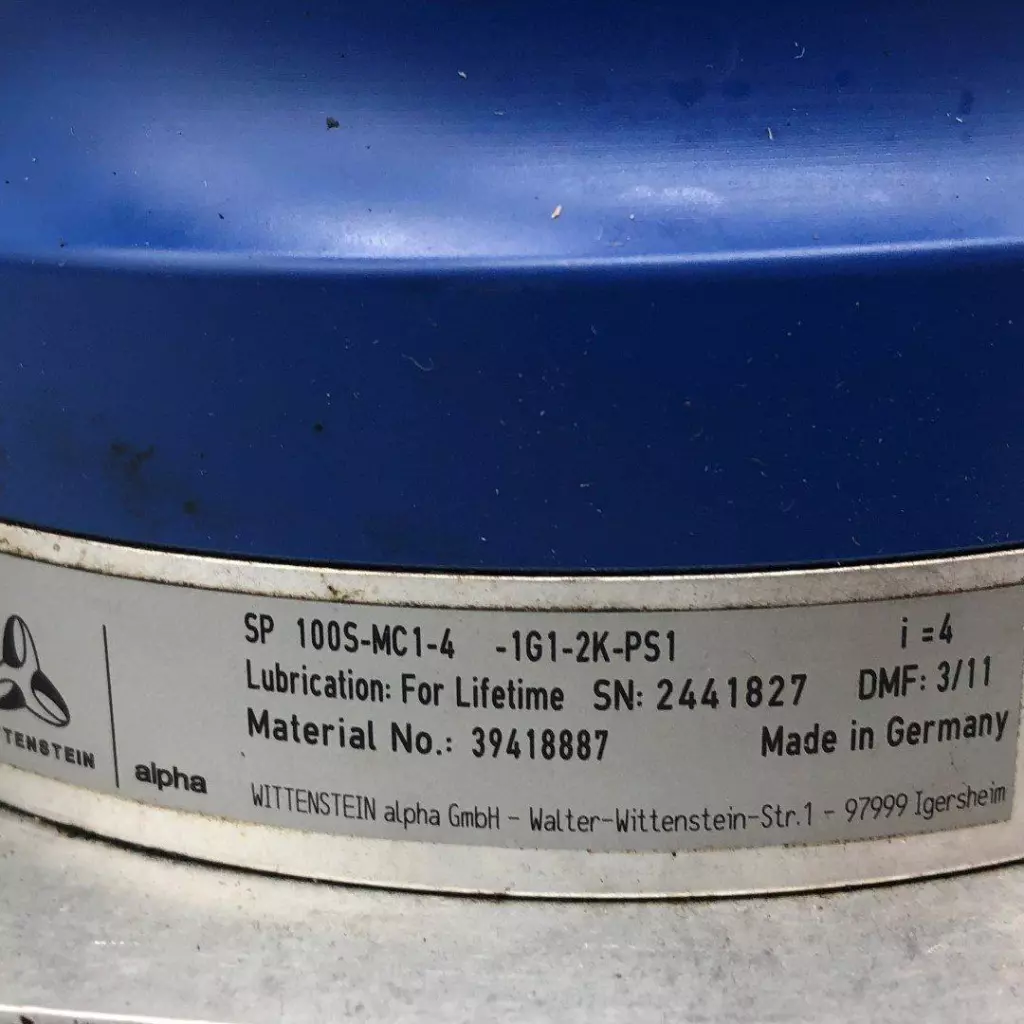 SP 100S-MC1-4 -1G1-2K-PS1 i =4
Lubrication: For Lifetime SN: 2441827 DMF: 3/11
Material No.: 39418887 Made in Germany
TENSTEIN alpha
WITTENSTEIN alpha GmbH - Walter-Wittenstein-Str.1 - 97999 Igersheim